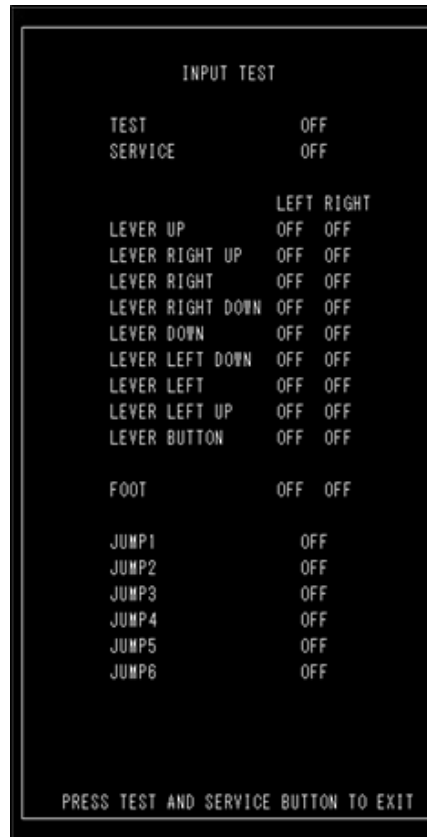 INPUT TEST
TEST OFF
SERVICE OFF
LEFT RIGHT
LEVER UP OFF OFF
LEVER RIGHT UP OFF OFF
LEVER RIGHT OFF OFF
LEVER RIGHT DOWN OFF OFF
LEVER DOWN OFF OFF
LEVER LEFT DOWN OFF OFF
LEVER LEFT OFF OFF
LEVER LEFT UP OFF OFF
LEVER BUTTON OFF OFF
FOOT OFF OFF
JUMP1 OFF
JUMP2 OFF
JUMP3 OFF
JUMP4 OFF
JUMP5 OFF
JUMP6 OFF
PRESS TEST AND SERVICE BUTTON TO EXIT